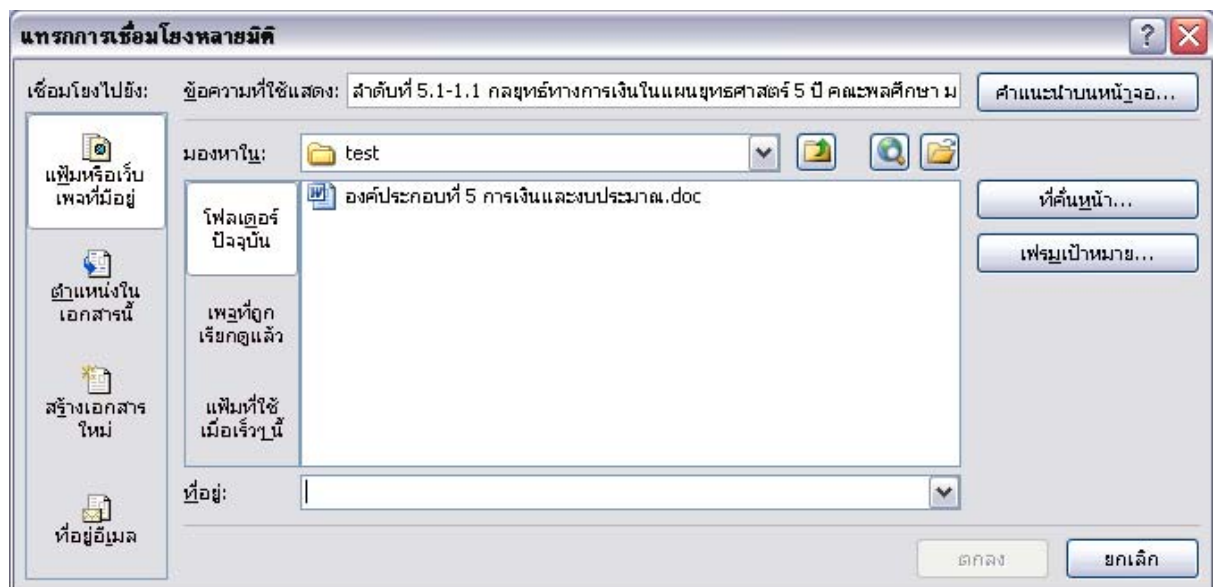 แทรกการเชื่อมโยงหลายมิติ
เชื่อมโยงไปยัง:
ข้อความที่ใช้แสดง: ลำดับที่ 5.1-1.1 กลยุทธ์ทางการเงินในแผนยุทธศาสตร์ 5 ปี คณะพลศึกษา ม
คำแนะนำบนหน้าจอ...
แฟ้มหรือเว็บ
เพจที่มีอยู่
ตำแหน่งใน
เอกสารนี้
สร้างเอกสาร
ใหม่
ที่อยู่อีเมล
มองหาใน: test
โฟลเดอร์
ปัจจุบัน
เพจที่ถูก
เรียกดูแล้ว
แฟ้มที่ใช้
เมื่อเร็วๆ นี้
องค์ประกอบที่ 5 การเงินและงบประมาณ.doc
ที่คั่นหน้า...
เฟรมเป้าหมาย...
ที่อยู่:
ตกลง
ยกเลิก